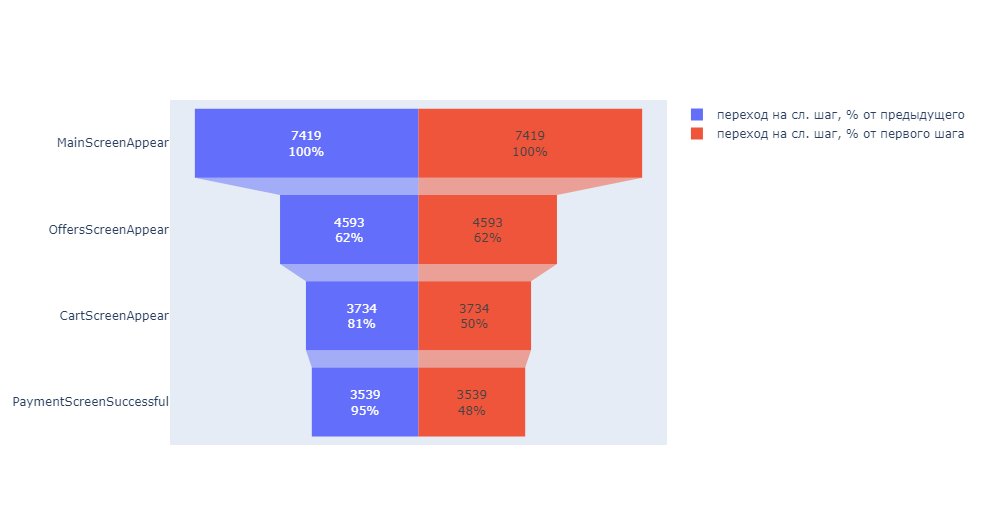 переход на сл. шаг, % от предыдущего
переход на сл. шаг, % от первого шага
MainScreenAppear
7419
100%
7419
100%
OffersScreenAppear
4593
62%
4593
62%
CartScreenAppear
3734
81%
3734
50%
PaymentScreenSuccessful
3539
95%
3539
48%